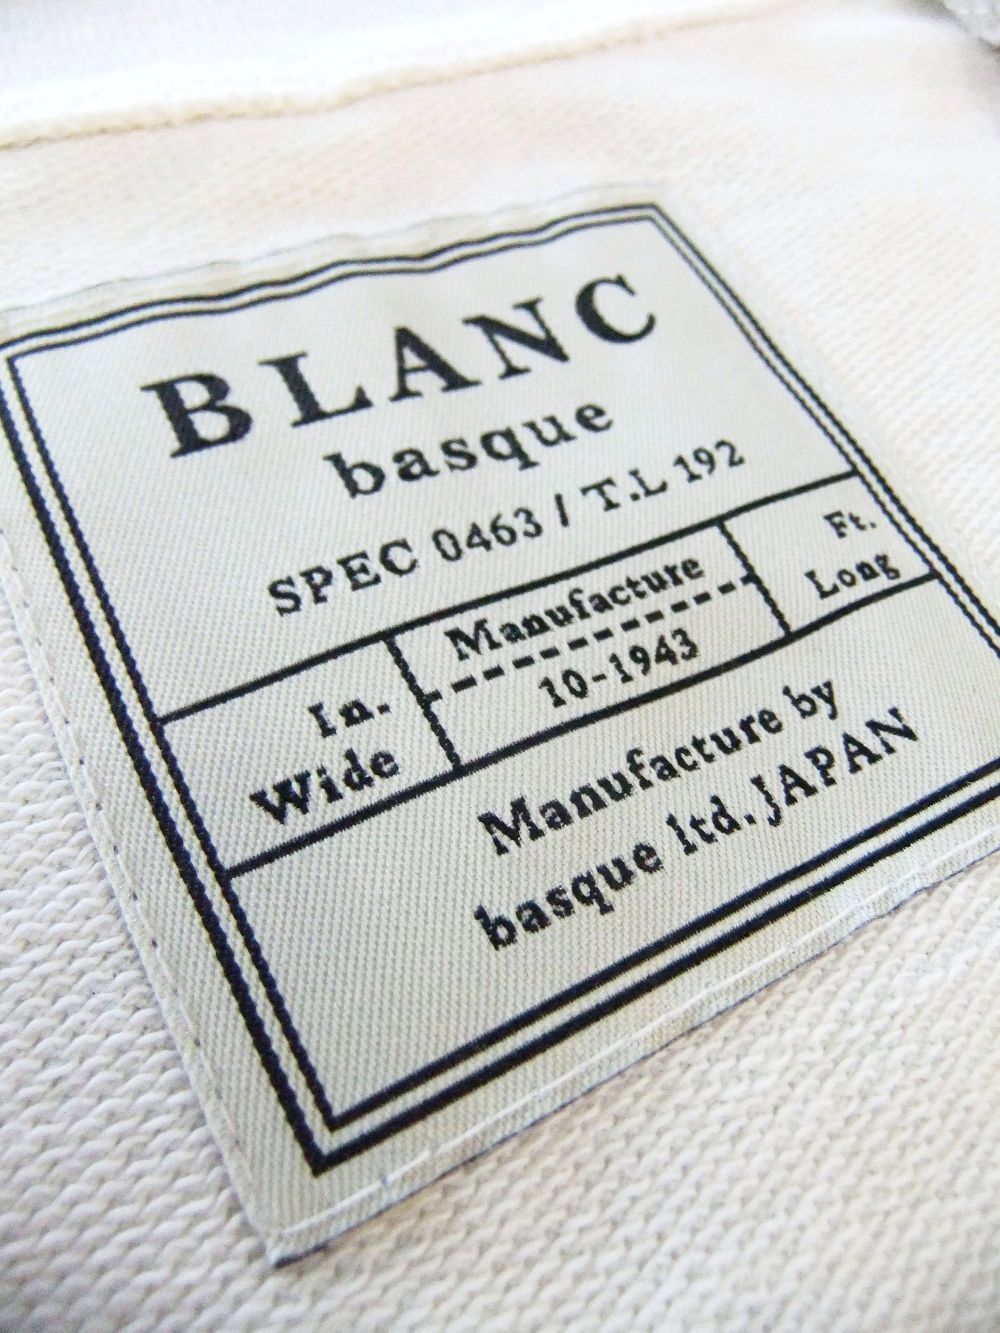 BLANC
basque
SPEC 0463 / T.L 192
In.
Wide
Manufacture
10-1943
Ft.
Long
Manufacture by
basque ltd. JAPAN